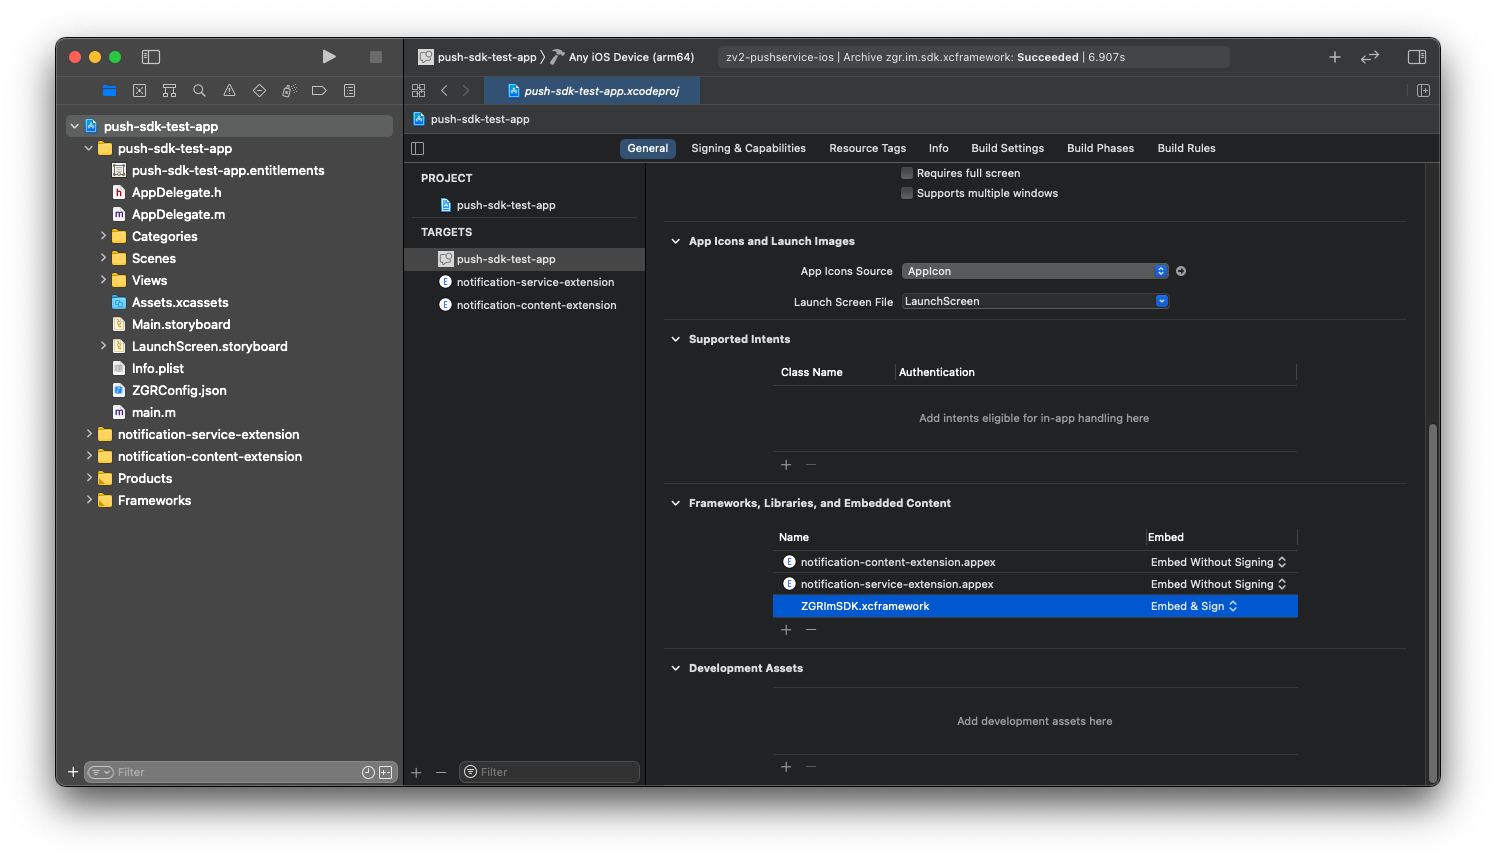 push-sdk-test-app
Any iOS Device (arm64)
zv2-pushservice-ios | Archive zgr.im.sdk.xcframework: Succeeded | 6.907s
push-sdk-test-app.xcodeproj
push-sdk-test-app
push-sdk-test-app
push-sdk-test-app
push-sdk-test-app.entitlements
AppDelegate.h
AppDelegate.m
Categories
Scenes
Views
Assets.xcassets
Main.storyboard
LaunchScreen.storyboard
Info.plist
ZGRConfig.json
main.m
notification-service-extension
notification-content-extension
Products
Frameworks
Filter
General
Signing & Capabilities
Resource Tags
Info
Build Settings
Build Phases
Build Rules
PROJECT
push-sdk-test-app
TARGETS
push-sdk-test-app
notification-service-extension
notification-content-extension
Filter
Requires full screen
Supports multiple windows
App Icons and Launch Images
App Icons Source AppIcon
Launch Screen File LaunchScreen
Supported Intents
Class Name Authentication
Add intents eligible for in-app handling here
Frameworks, Libraries, and Embedded Content
Name Embed
notification-content-extension.appex Embed Without Signing
notification-service-extension.appex Embed Without Signing
ZGRImSDK.xcframework Embed & Sign
Development Assets
Add development assets here